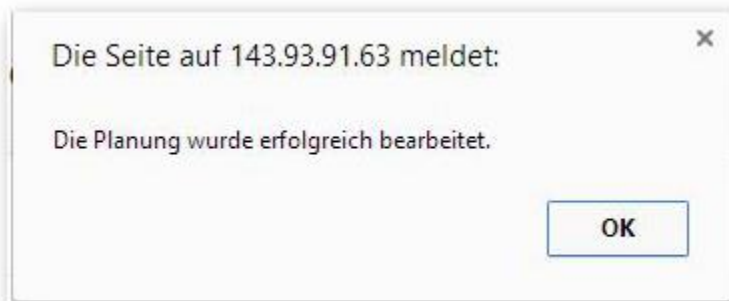 Die Seite auf 143.93.91.63 meldet:
Die Planung wurde erfolgreich bearbeitet.
OK